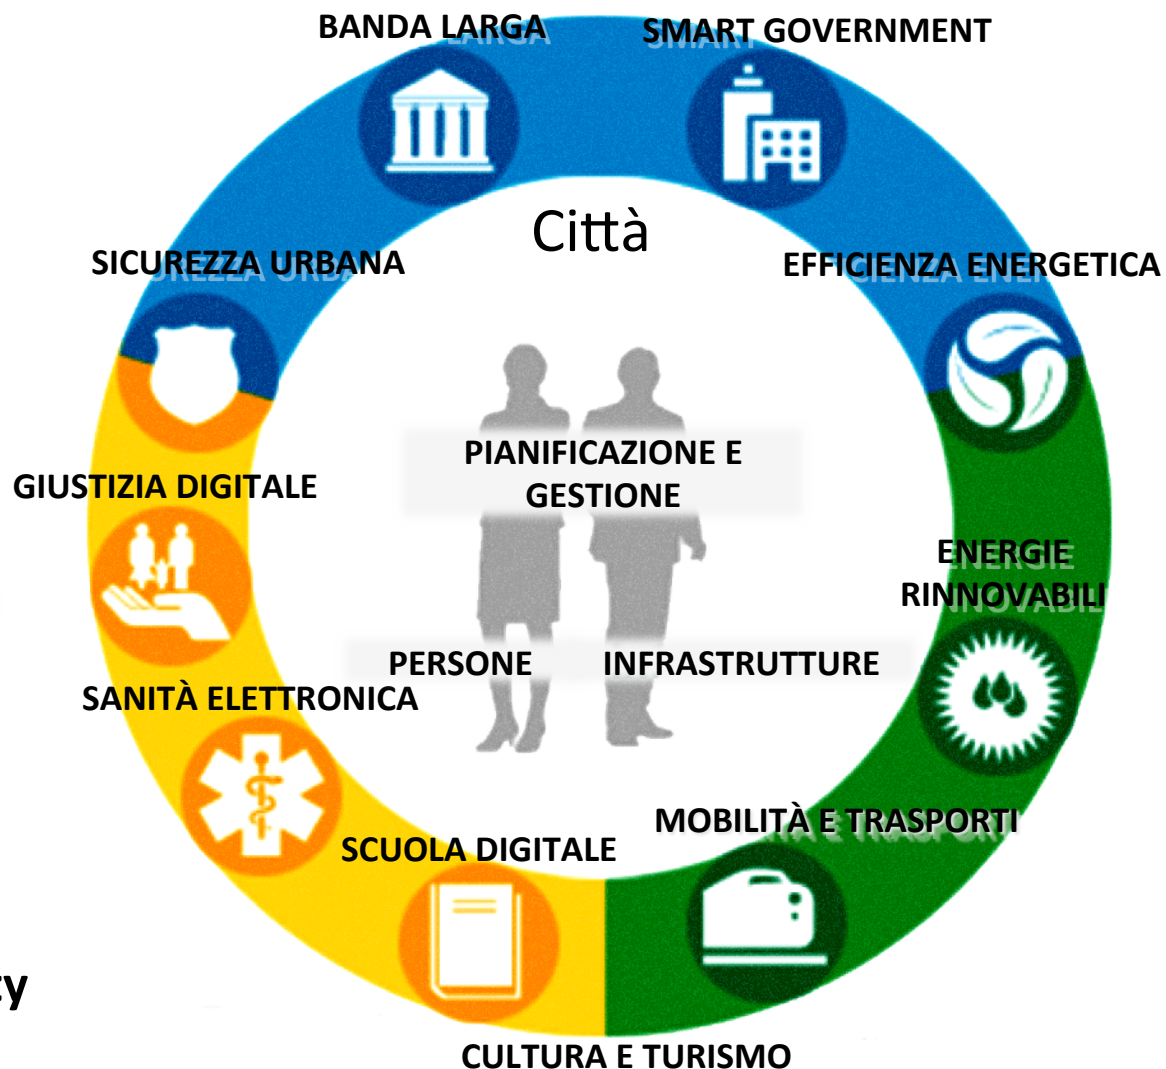 BANDA LARGA
SMART GOVERNMENT
Città
SICUREZZA URBANA
EFFICIENZA ENERGETICA
PIANIFICAZIONE E
GESTIONE
GIUSTIZIA DIGITALE
ENERGIE
RINNOVABILI
PERSONE
INFRASTRUTTURE
SANITÀ ELETTRONICA
MOBILITÀ E TRASPORTI
SCUOLA DIGITALE
CULTURA E TURISMO